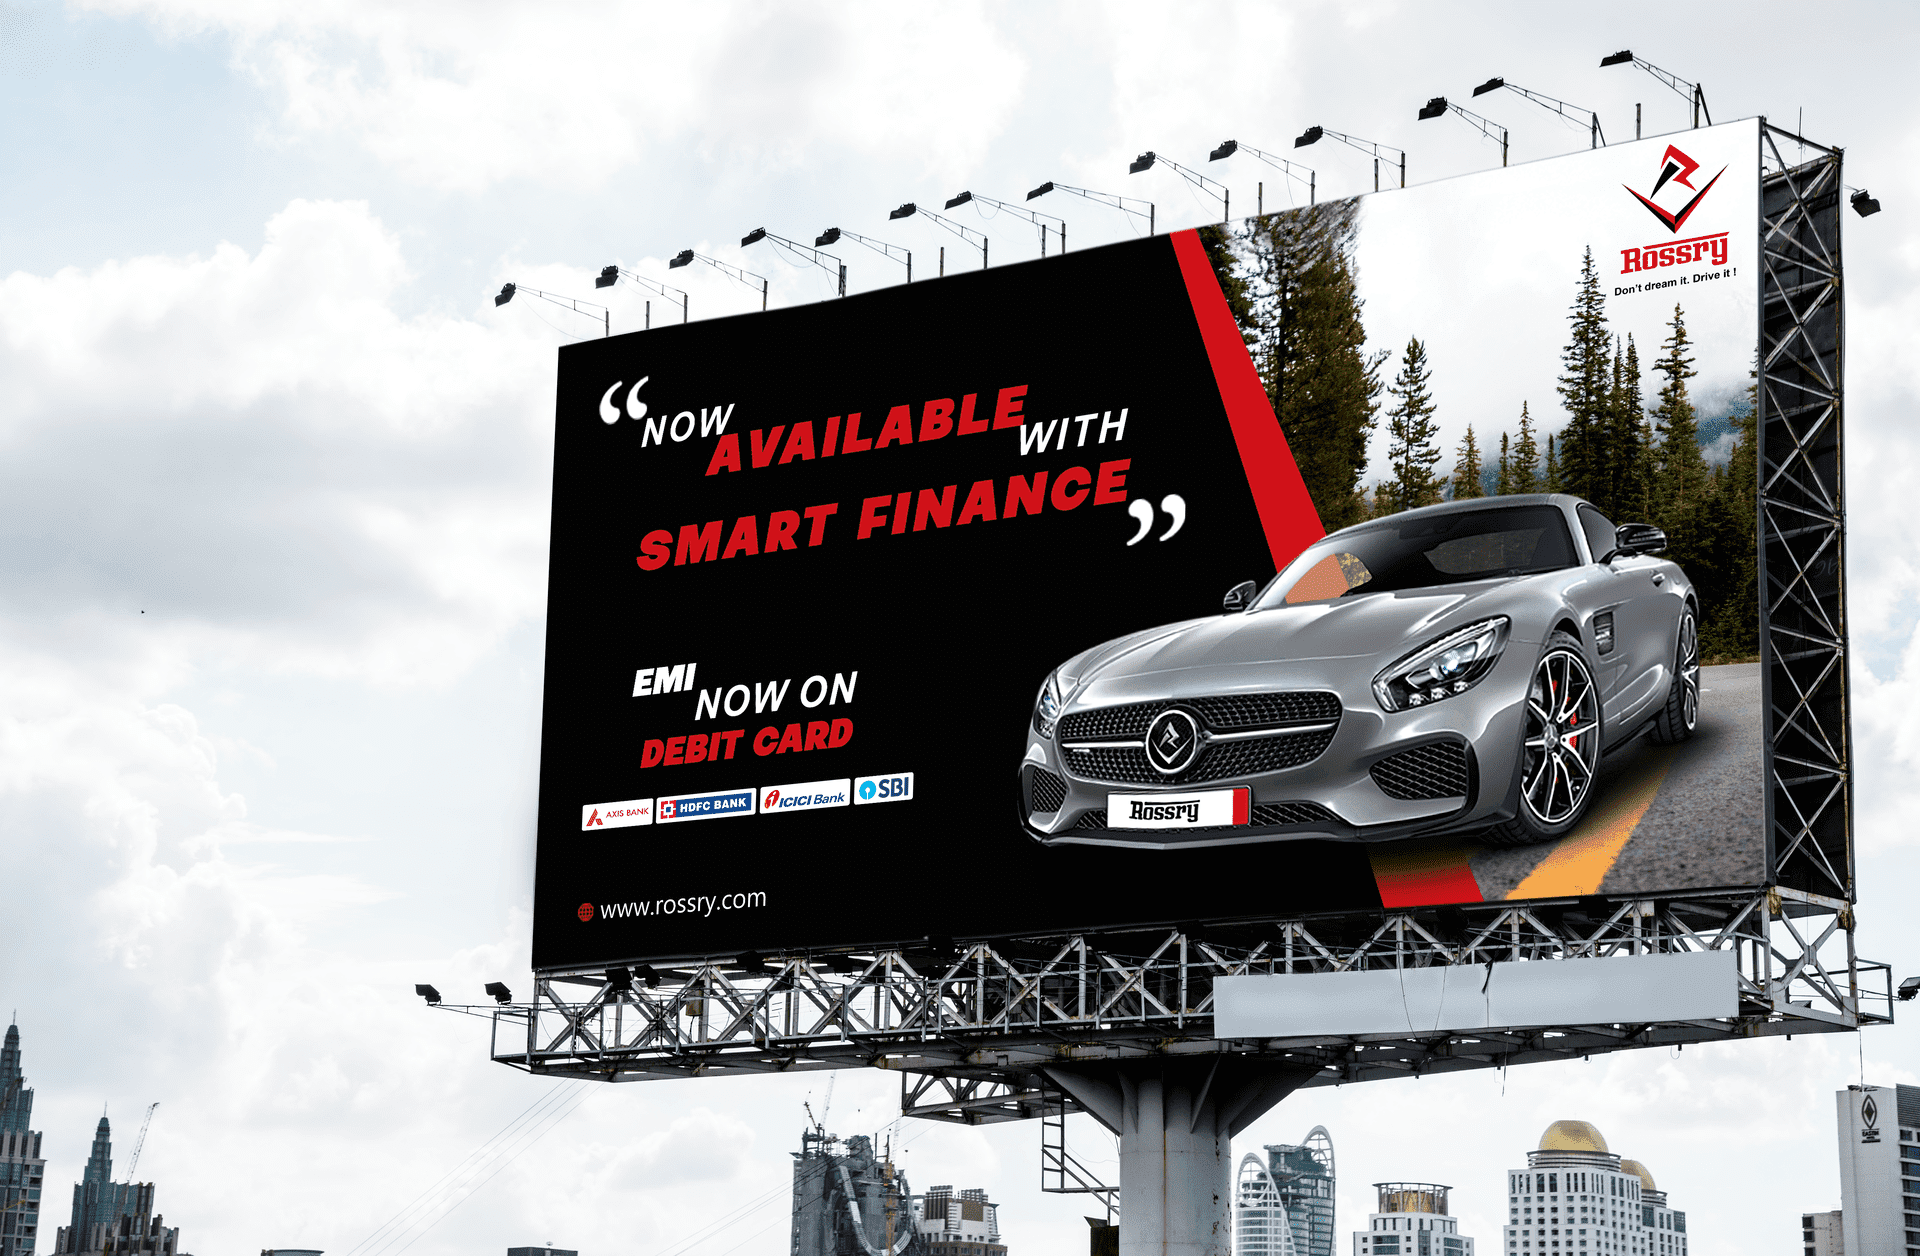 Rossry
Don't dream it. Drive it !
“NOW AVAILABLE WITH
SMART FINANCE”
EMI NOW ON
DEBIT CARD
AXIS BANK HDFC BANK ICICI Bank SBI
Rossry
www.rossry.com
EASTIN